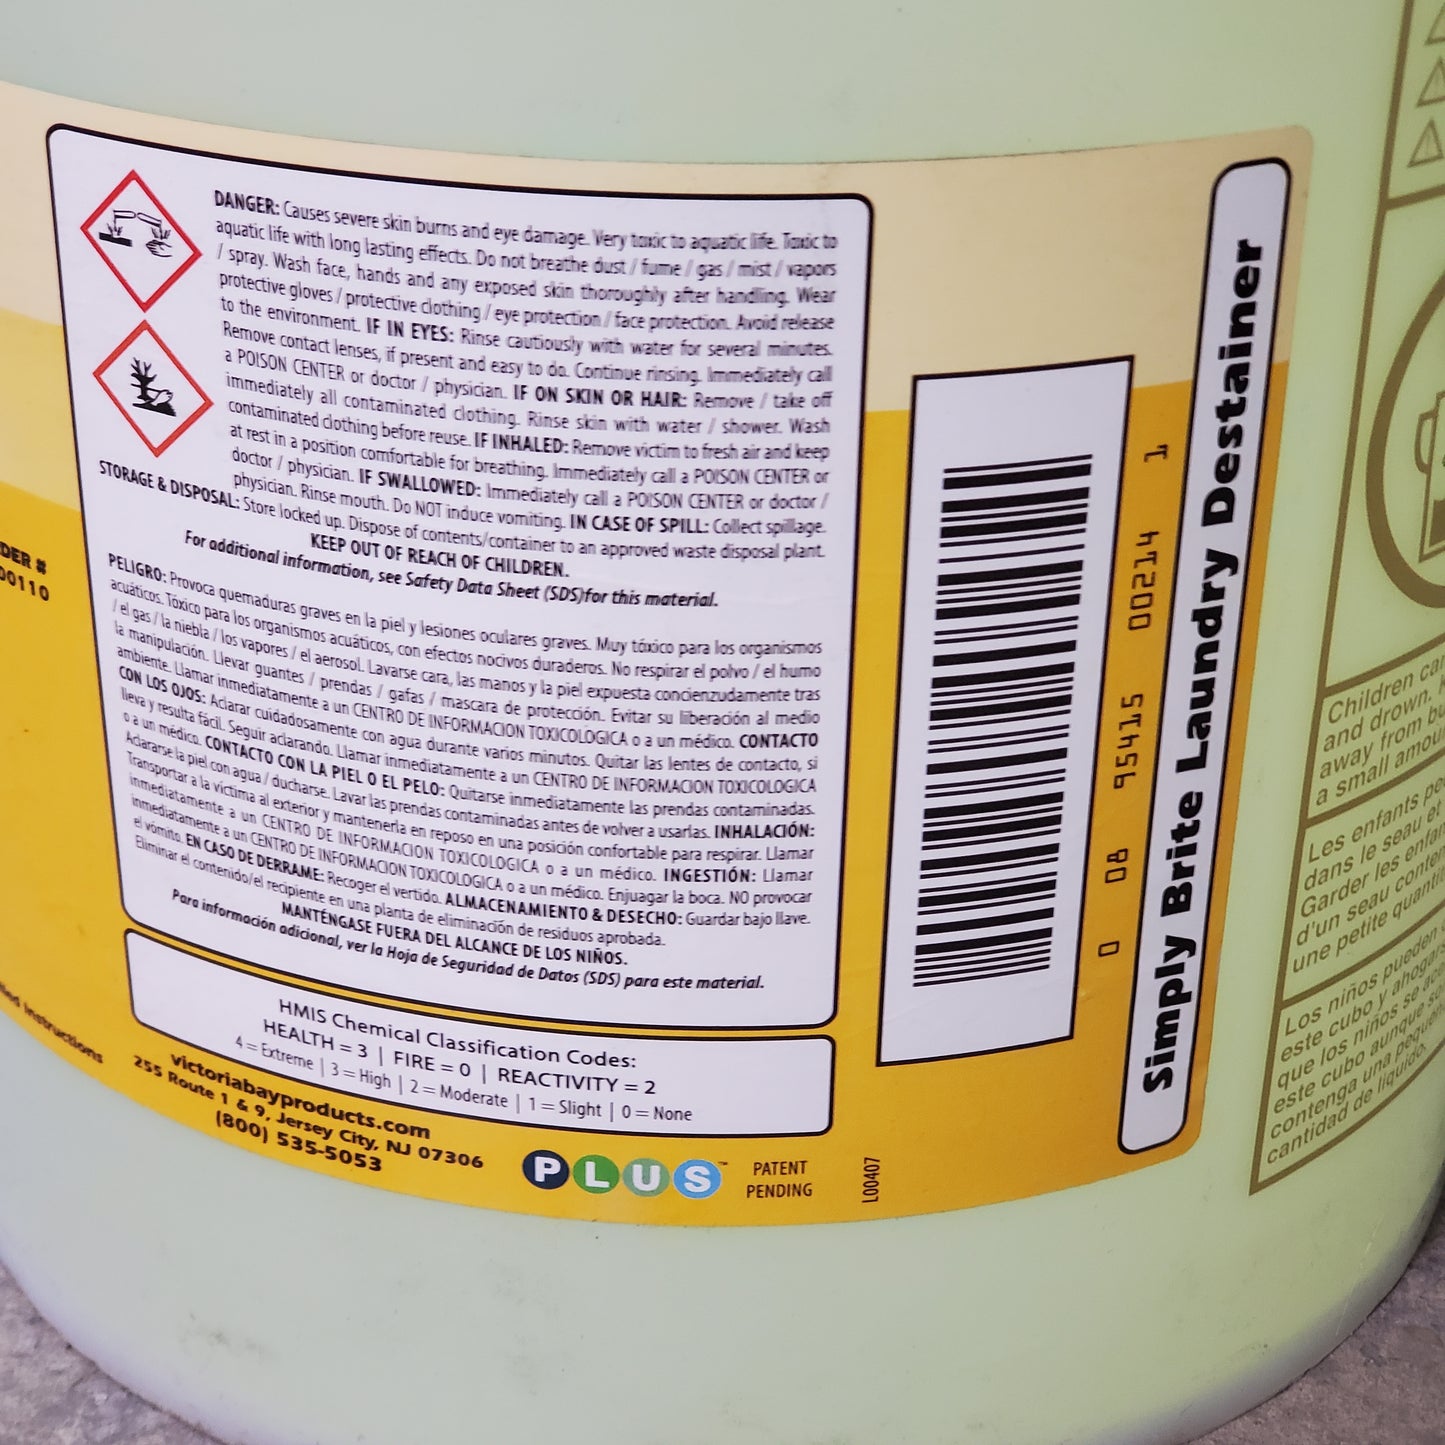 DANGER: Causes severe skin burns and eye damage. Very toxic to aquatic life. Toxic to
aquatic life with long lasting effects. Do not breathe dust / fume / gas / mist / vapors
/ spray. Wash face, hands and any exposed skin thoroughly after handling. Wear
protective gloves / protective clothing / eye protection / face protection. Avoid release
to the environment. IF IN EYES: Rinse cautiously with water for several minutes.
Remove contact lenses, if present and easy to do. Continue rinsing. Immediately call
a POISON CENTER or doctor / physician. IF ON SKIN OR HAIR: Remove / take off
immediately all contaminated clothing. Rinse skin with water / shower. Wash
contaminated clothing before reuse. IF INHALED: Remove victim to fresh air and keep
at rest in a position comfortable for breathing. Immediately call a POISON CENTER or
doctor / physician. IF SWALLOWED: Immediately call a POISON CENTER or doctor /
physician. Rinse mouth. Do NOT induce vomiting. IN CASE OF SPILL: Collect spillage.
STORAGE & DISPOSAL: Store locked up. Dispose of contents/container to an approved waste disposal plant.
KEEP OUT OF REACH OF CHILDREN.
For additional information, see Safety Data Sheet (SDS)for this material.
PELIGRO: Provoca quemaduras graves en la piel y lesiones oculares graves. Muy tóxico para los organismos
acuáticos. Tóxico para los organismos acuáticos, con efectos nocivos duraderos. No respirar el polvo / el humo
/ el gas / la niebla / los vapores / el aerosol. Lavarse cara, las manos y la piel expuesta concienzudamente tras
la manipulación. Llevar guantes / prendas / gafas / mascara de protección. Evitar su liberación al medio
ambiente. Llamar inmediatamente a un CENTRO DE INFORMACION TOXICOLOGICA o a un médico. CONTACTO
CON LOS OJOS: Aclarar cuidadosamente con agua durante varios minutos. Quitar las lentes de contacto, si
lleva y resulta fácil. Seguir aclarando. Llamar inmediatamente a un CENTRO DE INFORMACION TOXICOLOGICA
o a un médico. CONTACTO CON LA PIEL O EL PELO: Quitarse inmediatamente las prendas contaminadas.
Aclararse la piel con agua / ducharse. Lavar las prendas contaminadas antes de volver a usarlas. INHALACIÓN:
Transportar a la víctima al exterior y mantenerla en reposo en una posición confortable para respirar. Llamar
inmediatamente a un CENTRO DE INFORMACION TOXICOLOGICA o a un médico. INGESTIÓN: Llamar
inmediatamente a un CENTRO DE INFORMACION TOXICOLOGICA o a un médico. Enjuagar la boca. NO provocar
el vómito. EN CASO DE DERRAME: Recoger el vertido. ALMACENAMIENTO & DESECHO: Guardar bajo llave.
Eliminar el contenido/el recipiente en una planta de eliminación de residuos aprobada.
MANTÉNGASE FUERA DEL ALCANCE DE LOS NIÑOS.
Para información adicional, ver la Hoja de Seguridad de Datos (SDS) para este material.
HMIS Chemical Classification Codes:
HEALTH = 3 | FIRE = 0 | REACTIVITY = 2
4 = Extreme | 3 = High | 2 = Moderate | 1 = Slight | 0 = None
victoriabayproducts.com
255 Route 1 & 9, Jersey City, NJ 07306
(800) 535-5053
PLUS™
PATENT
PENDING
L00407
0 08 95415 00214 1
Simply Brite Laundry Destainer
#
00110
Instructions
Children
and drown.
away from
a small
Les enfants
dans le seau et
Garder les
d'un seau
une petite
Los niños pueden
este cubo y
que los niños se
este cubo aunque
contenga una
cantidad de líquido.